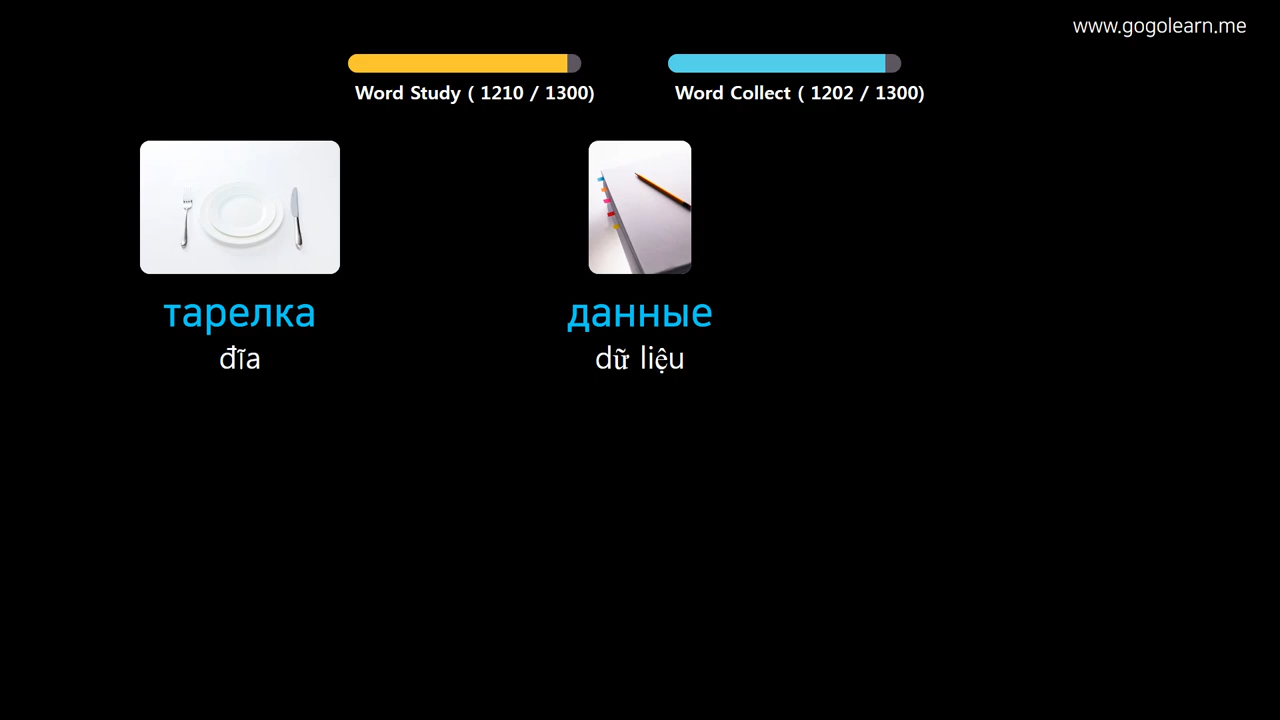 www.gogolearn.me
Word Study ( 1210 / 1300)
Word Collect ( 1202 / 1300)
тарелка
đĩa
данные
dữ liệu